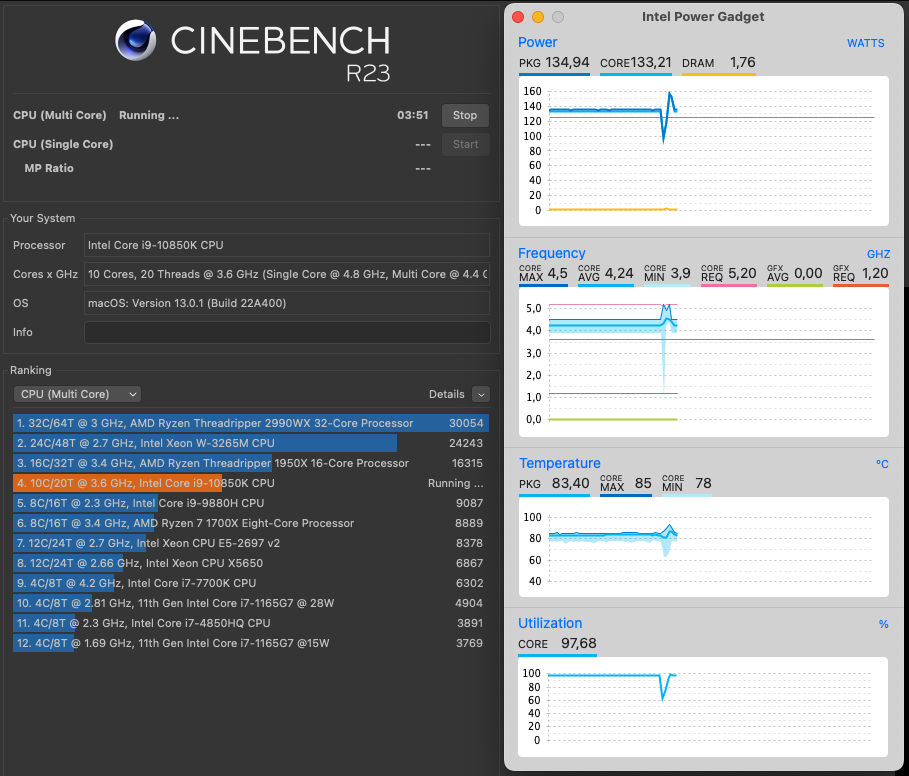 CINEBENCH
R23
CPU (Multi Core) Running ... 03:51 Stop
CPU (Single Core) --- Start
MP Ratio ---
Your System
Processor Intel Core i9-10850K CPU
Cores x GHz 10 Cores, 20 Threads @ 3.6 GHz (Single Core @ 4.8 GHz, Multi Core @ 4.4 G
OS macOS: Version 13.0.1 (Build 22A400)
Info
Ranking
CPU (Multi Core) Details
1. 32C/64T @ 3 GHz, AMD Ryzen Threadripper 2990WX 32-Core Processor 30054
2. 24C/48T @ 2.7 GHz, Intel Xeon W-3265M CPU 24243
3. 16C/32T @ 3.4 GHz, AMD Ryzen Threadripper 1950X 16-Core Processor 16315
4. 10C/20T @ 3.6 GHz, Intel Core i9-10850K CPU Running ...
5. 8C/16T @ 2.3 GHz, Intel Core i9-9880H CPU 9087
6. 8C/16T @ 3.4 GHz, AMD Ryzen 7 1700X Eight-Core Processor 8889
7. 12C/24T @ 2.7 GHz, Intel Xeon CPU E5-2697 v2 8378
8. 12C/24T @ 2.66 GHz, Intel Xeon CPU X5650 6867
9. 4C/8T @ 4.2 GHz, Intel Core i7-7700K CPU 6302
10. 4C/8T @ 2.81 GHz, 11th Gen Intel Core i7-1165G7 @ 28W 4904
11. 4C/8T @ 2.3 GHz, Intel Core i7-4850HQ CPU 3891
12. 4C/8T @ 1.69 GHz, 11th Gen Intel Core i7-1165G7 @15W 3769
Intel Power Gadget
Power WATTS
PKG 134,94 CORE 133,21 DRAM 1,76
160
140
120
100
80
60
40
20
0
Frequency GHZ
CORE MAX 4,5 CORE AVG 4,24 CORE MIN 3,9 CORE REQ 5,20 GFX AVG 0,00 GFX REQ 1,20
5,0
4,0
3,0
2,0
1,0
0,0
Temperature °C
PKG 83,40 CORE MAX 85 CORE MIN 78
100
80
60
40
Utilization %
CORE 97,68
100
80
60
40
20
0